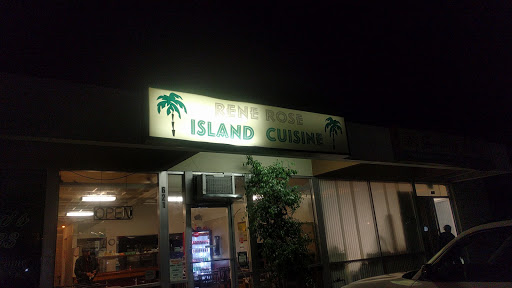 RENE ROSE
ISLAND CUISINE
OPEN